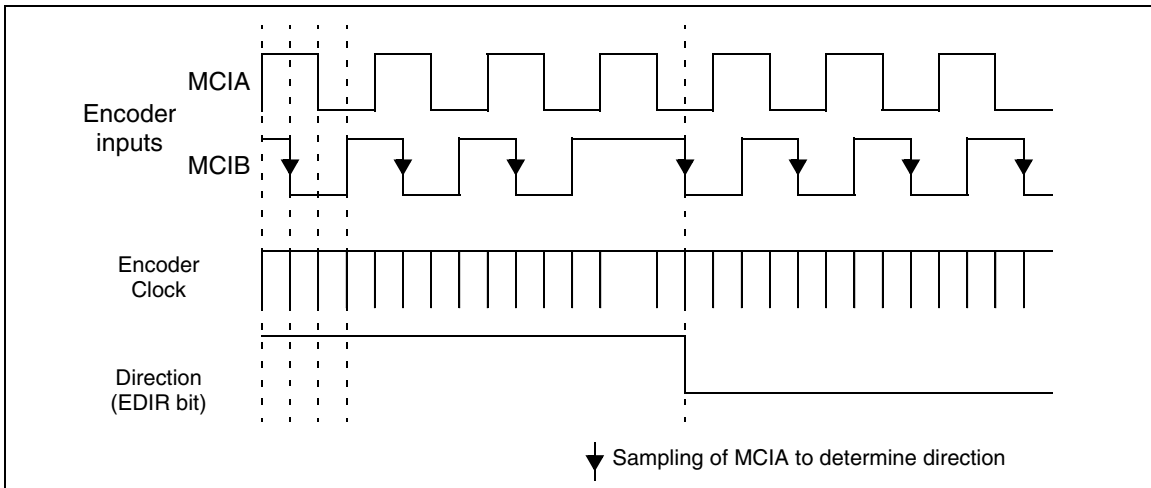 MCIA
Encoder
inputs
MCIB
Encoder
Clock
Direction
(EDIR bit)
Sampling of MCIA to determine direction